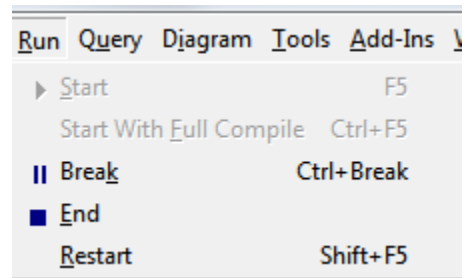 Run Query Diagram Tools Add-Ins
Start F5
Start With Full Compile Ctrl+F5
Break Ctrl+Break
End
Restart Shift+F5